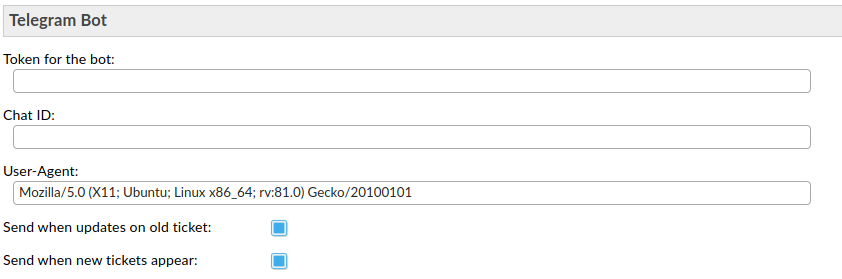 Telegram Bot
Token for the bot:
Chat ID:
User-Agent:
Mozilla/5.0 (X11; Ubuntu; Linux x86_64; rv:81.0) Gecko/20100101
Send when updates on old ticket:
Send when new tickets appear: